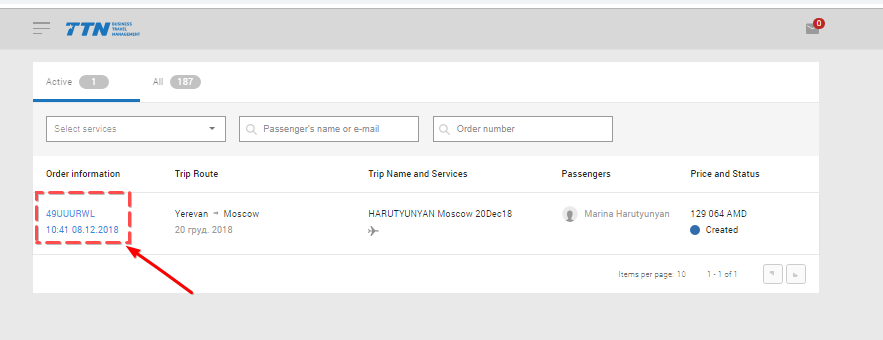 TTN BUSINESS TRAVEL MANAGEMENT
0
Active 1 All 187
Select services Passenger's name or e-mail Order number
Order information Trip Route Trip Name and Services Passengers Price and Status
49UUURWL Yerevan → Moscow HARUTYUNYAN Moscow 20Dec18 Marina Harutyunyan 129 064 AMD
10:41 08.12.2018 20 груд. 2018 Created
Items per page: 10 1 - 1 of 1